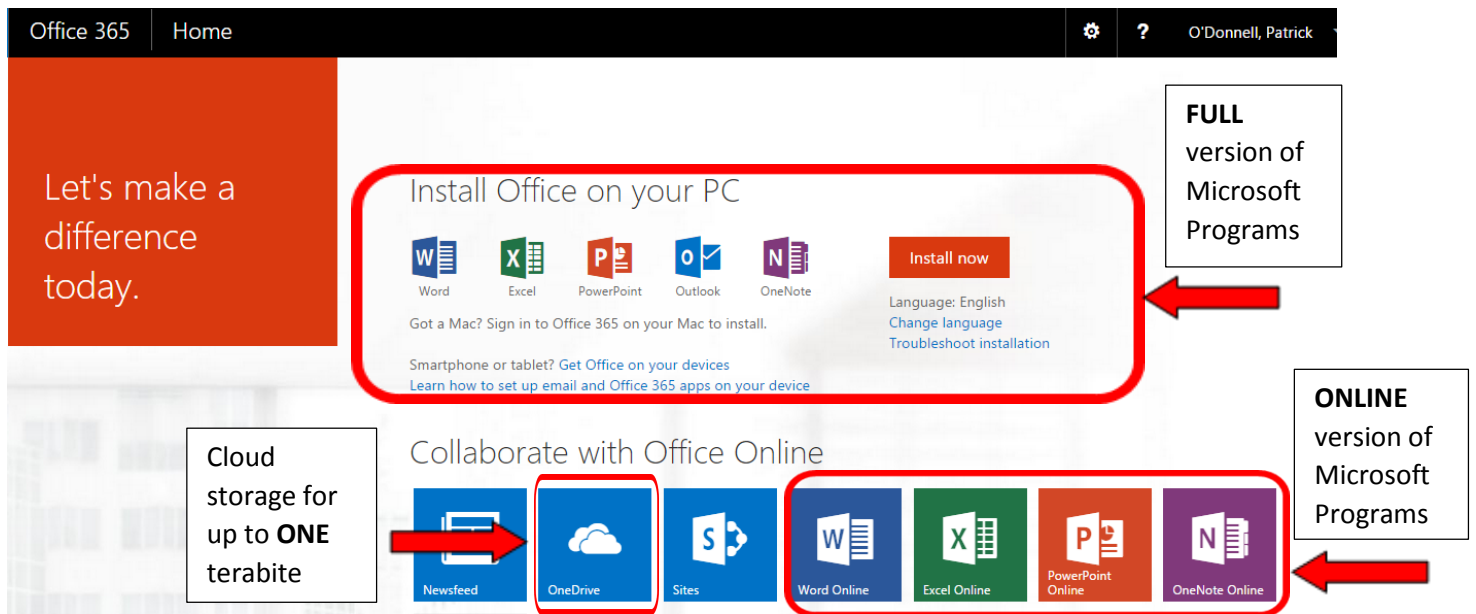 Office 365 Home ? O'Donnell, Patrick
Let's make a
difference
today.
FULL
version of
Microsoft
Programs
Install Office on your PC
Word Excel PowerPoint Outlook OneNote
Install now
Got a Mac? Sign in to Office 365 on your Mac to install.
Language: English
Change language
Troubleshoot installation
Smartphone or tablet? Get Office on your devices
Learn how to set up email and Office 365 apps on your device
ONLINE
version of
Microsoft
Programs
Cloud
storage for
up to ONE
terabite
Collaborate with Office Online
Newsfeed OneDrive Sites Word Online Excel Online PowerPoint Online OneNote Online